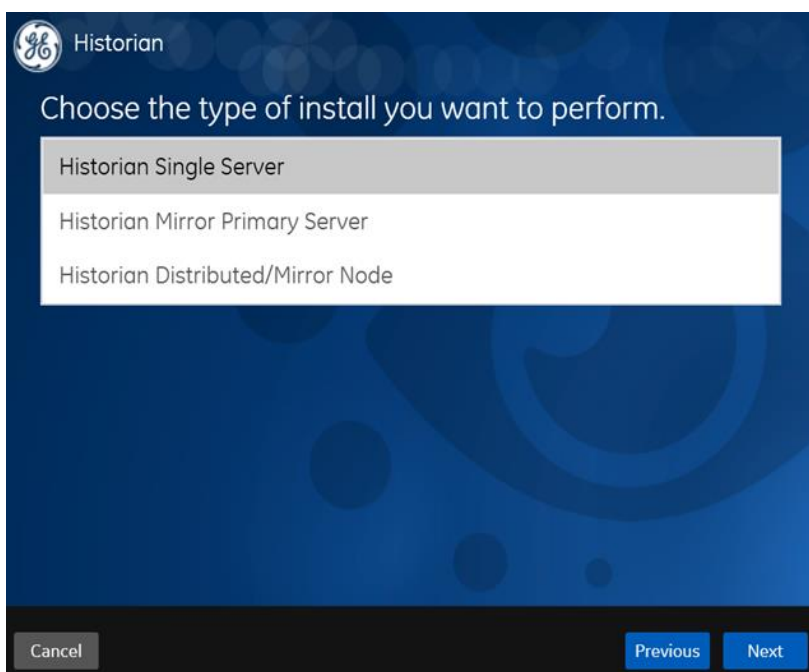 Historian
Choose the type of install you want to perform.
Historian Single Server
Historian Mirror Primary Server
Historian Distributed/Mirror Node
Cancel
Previous
Next